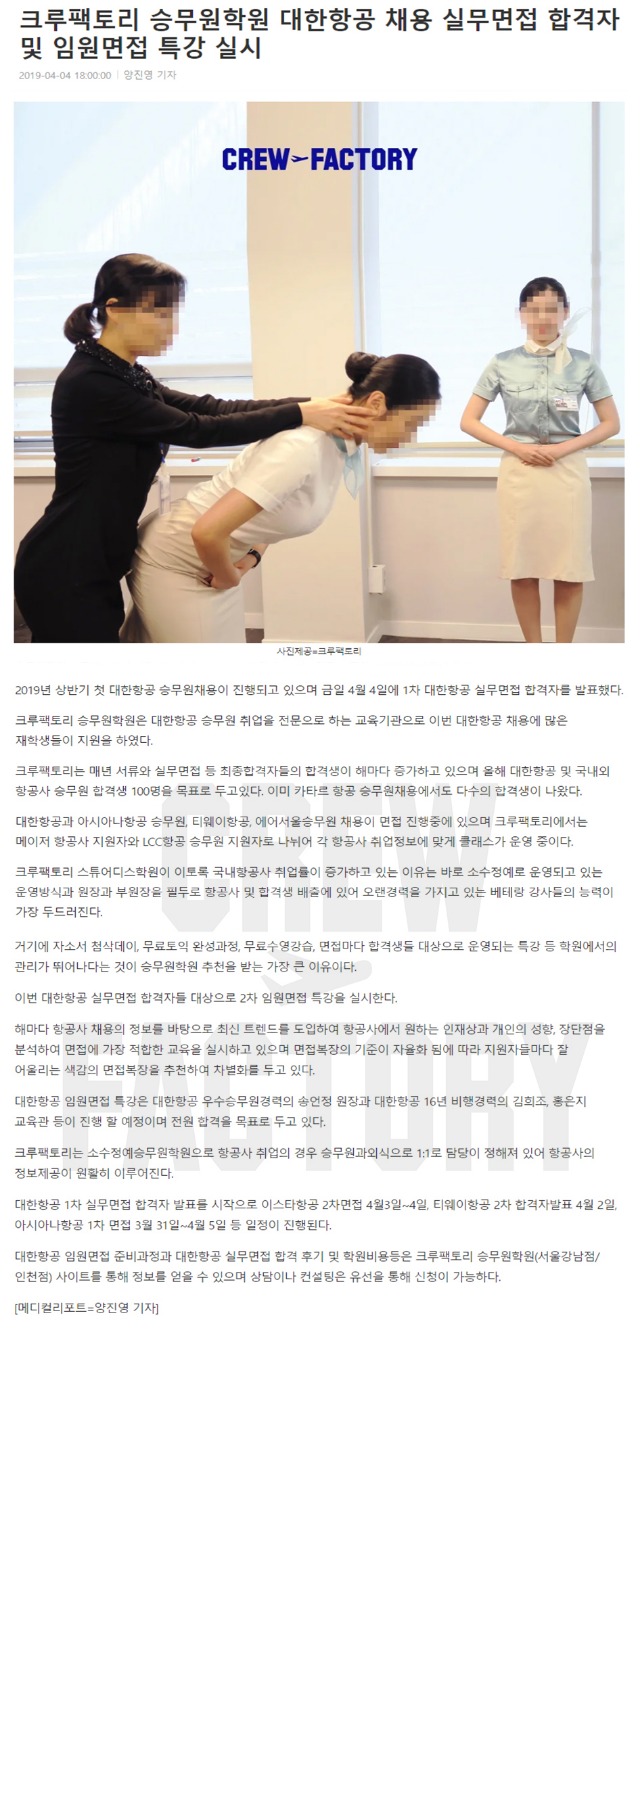 크루팩토리 승무원학원 대한항공 채용 실무면접 합격자
및 임원면접 특강 실시
2019-04-04 18:00:00 | 양진영 기자
CREW FACTORY
사진제공=크루팩토리
2019년 상반기 첫 대한항공 승무원채용이 진행되고 있으며 금일 4월 4일에 1차 대한항공 실무면접 합격자를 발표했다.
크루팩토리 승무원학원은 대한항공 승무원 취업을 전문으로 하는 교육기관으로 이번 대한항공 채용에 많은
재학생들이 지원을 하였다.
크루팩토리는 매년 서류와 실무면접 등 최종합격자들의 합격생이 해마다 증가하고 있으며 올해 대한항공 및 국내외
항공사 승무원 합격생 100명을 목표로 두고있다. 이미 카타르 항공 승무원채용에서도 다수의 합격생이 나왔다.
대한항공과 아시아나항공 승무원, 티웨이항공, 에어서울승무원 채용이 면접 진행중에 있으며 크루팩토리에서는
메이저 항공사 지원자와 LCC항공 승무원 지원자로 나뉘어 각 항공사 취업정보에 맞게 클래스가 운영 중이다.
크루팩토리 스튜어디스학원이 이토록 국내항공사 취업률이 증가하고 있는 이유는 바로 소수정예로 운영되고 있는
운영방식과 원장과 부원장을 필두로 항공사 및 합격생 배출에 있어 오랜경력을 가지고 있는 베테랑 강사들의 능력이
가장 두드러진다.
거기에 자소서 첨삭데이, 무료토익 완성과정, 무료수영강습, 면접마다 합격생들 대상으로 운영되는 특강 등 학원에서의
관리가 뛰어나다는 것이 승무원학원 추천을 받는 가장 큰 이유이다.
이번 대한항공 실무면접 합격자들 대상으로 2차 임원면접 특강을 실시한다.
해마다 항공사 채용의 정보를 바탕으로 최신 트렌드를 도입하여 항공사에서 원하는 인재상과 개인의 성향, 장단점을
분석하여 면접에 가장 적합한 교육을 실시하고 있으며 면접복장의 기준이 자율화 됨에 따라 지원자들마다 잘
어울리는 색감의 면접복장을 추천하여 차별화를 두고 있다.
대한항공 임원면접 특강은 대한항공 우수승무원경력의 송언정 원장과 대한항공 16년 비행경력의 김희조, 홍은지
교육관 등이 진행 할 예정이며 전원 합격을 목표로 두고 있다.
크루팩토리는 소수정예승무원학원으로 항공사 취업의 경우 승무원과외식으로 1:1로 담당이 정해져 있어 항공사의
정보제공이 원활히 이루어진다.
대한항공 1차 실무면접 합격자 발표를 시작으로 이스타항공 2차면접 4월3일~4일, 티웨이항공 2차 합격자발표 4월 2일,
아시아나항공 1차 면접 3월 31일~4월 5일 등 일정이 진행된다.
대한항공 임원면접 준비과정과 대한항공 실무면접 합격 후기 및 학원비용등은 크루팩토리 승무원학원(서울강남점/
인천점) 사이트를 통해 정보를 얻을 수 있으며 상담이나 컨설팅은 유선을 통해 신청이 가능하다.
[메디컬리포트=양진영 기자]
CREW
FACTORY